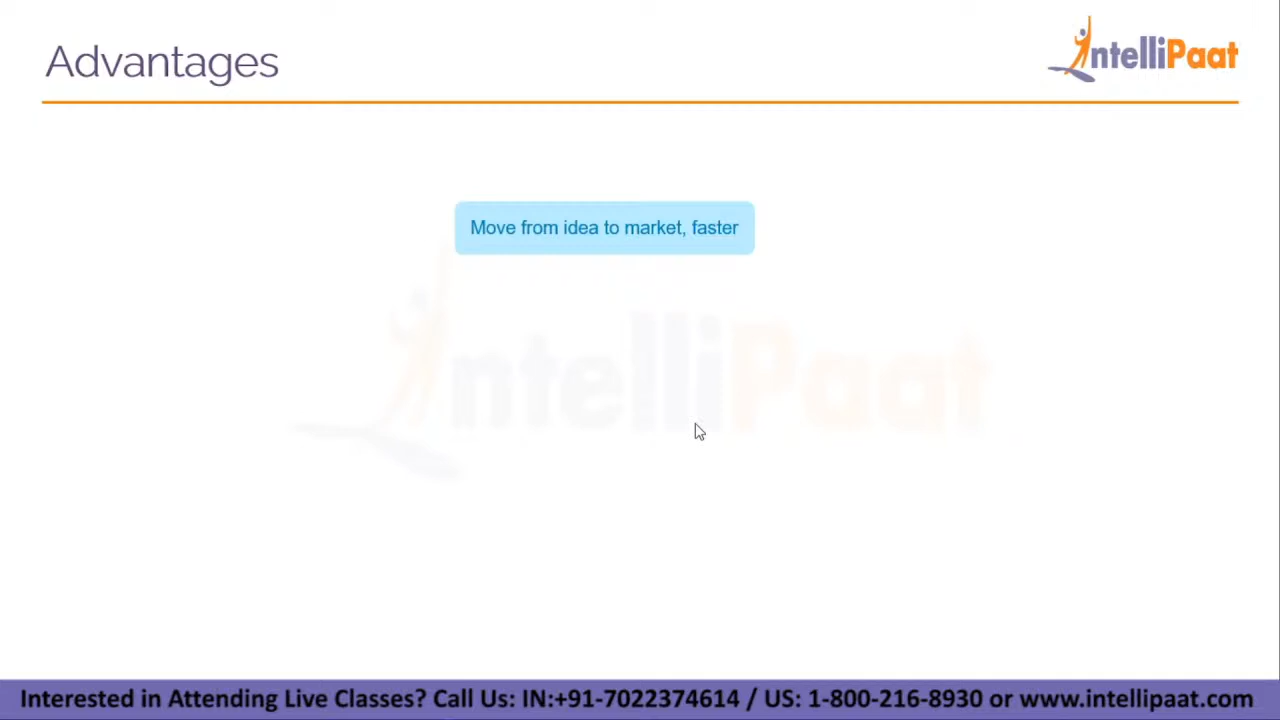 Advantages
IntelliPaat
Move from idea to market, faster
IntelliPaat
Interested in Attending Live Classes? Call Us: IN:+91-7022374614 / US: 1-800-216-8930 or www.intellipaat.com